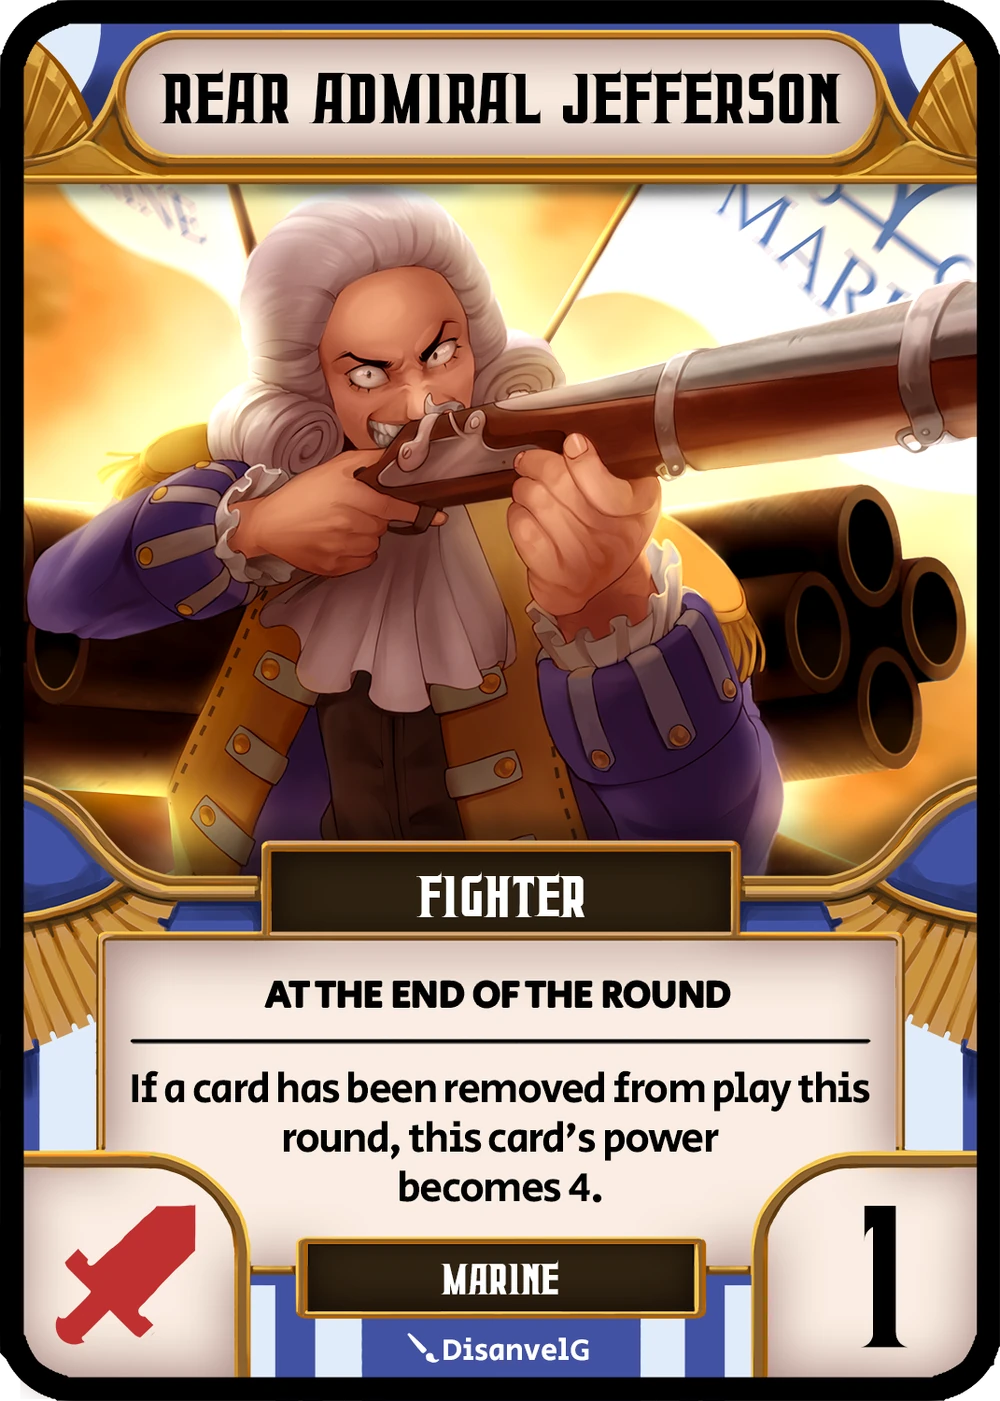 REAR ADMIRAL JEFFERSON
MARI
FIGHTER
AT THE END OF THE ROUND
If a card has been removed from play this
round, this card's power
becomes 4.
1
MARINE
DisanvelG